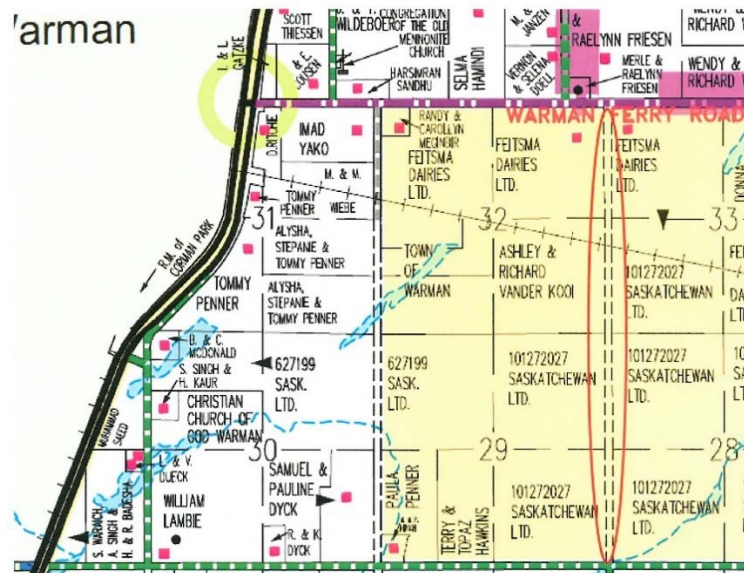 arman
SCOTT
THIESSEN
WILDEBOER
CONGREGATION
OF THE OLD
MENNONITE
CHURCH
HARSIMRAN
SANDHU
SELMA
HAMINDI
M. &
JANZEN
VERNON
& SELENA
DOELL
&
RAELYNN FRIESEN
MERLE &
RAELYNN
FRIESEN
RICHARD
WENDY &
RICHARD
L. & L.
GATZKE
WARMAN FERRY ROAD
D.RITCHIE
IMAD
YAKO
RANDY &
CAROLLYN
MEGINBIR
FEITSMA
DAIRIES
LTD.
FEITSMA
DAIRIES
LTD.
FEITSMA
DAIRIES
LTD.
DONNA
M. & M.
WIEBE
TOMMY
PENNER
31
32
33
ALYSHA,
STEPANIE &
TOMMY PENNER
R.M. of
CORMAN PARK
TOMMY
PENNER
ALYSHA,
STEPANIE &
TOMMY PENNER
TOWN
OF
WARMAN
ASHLEY &
RICHARD
VANDER KOOI
101272027
SASKATCHEWAN
LTD.
B. & C.
MCDONALD
S. SINGH &
H. KAUR
627199
SASK.
LTD.
627199
SASK.
LTD.
101272027
SASKATCHEWAN
LTD.
101272027
SASKATCHEWAN
LTD.
CHRISTIAN
CHURCH OF
GOD WARMAN
MUHAMMAD
SAEED
30
29
28
L. & V.
DUECK
SAMUEL &
PAULINE
DYCK
PAULA
PENNER
TERRY &
TOPAZ
HAWKINS
101272027
SASKATCHEWAN
LTD.
101272027
SASKATCHEWAN
LTD.
S. WARAICH,
A. SINGH &
H. & R. BADESHA
WILLIAM
LAMBIE
R. & K.
DYCK